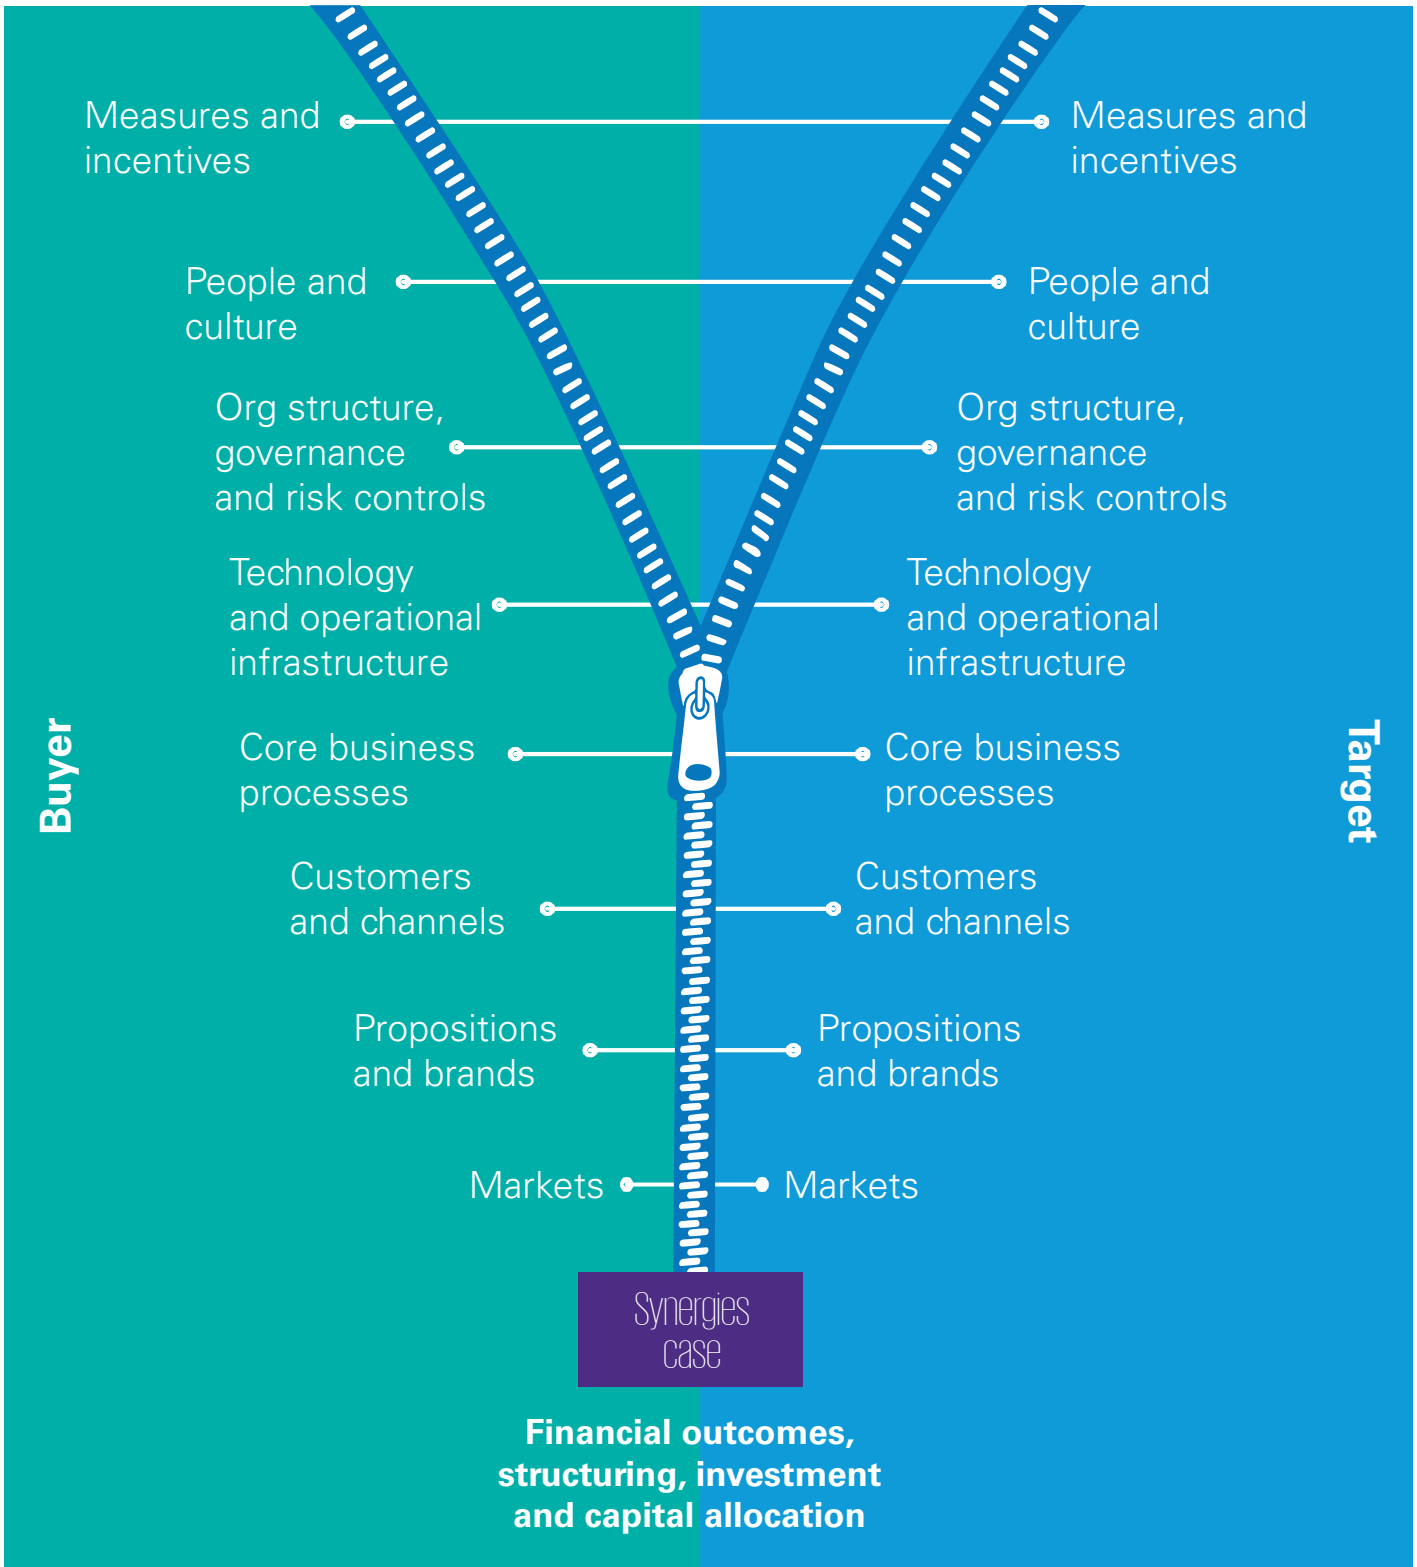 Measures and
incentives
Measures and
incentives
People and
culture
People and
culture
Org structure,
governance
and risk controls
Org structure,
governance
and risk controls
Technology
and operational
infrastructure
Technology
and operational
infrastructure
Buyer
Target
Core business
processes
Core business
processes
Customers
and channels
Customers
and channels
Propositions
and brands
Propositions
and brands
Markets
Markets
Synergies
case
Financial outcomes,
structuring, investment
and capital allocation